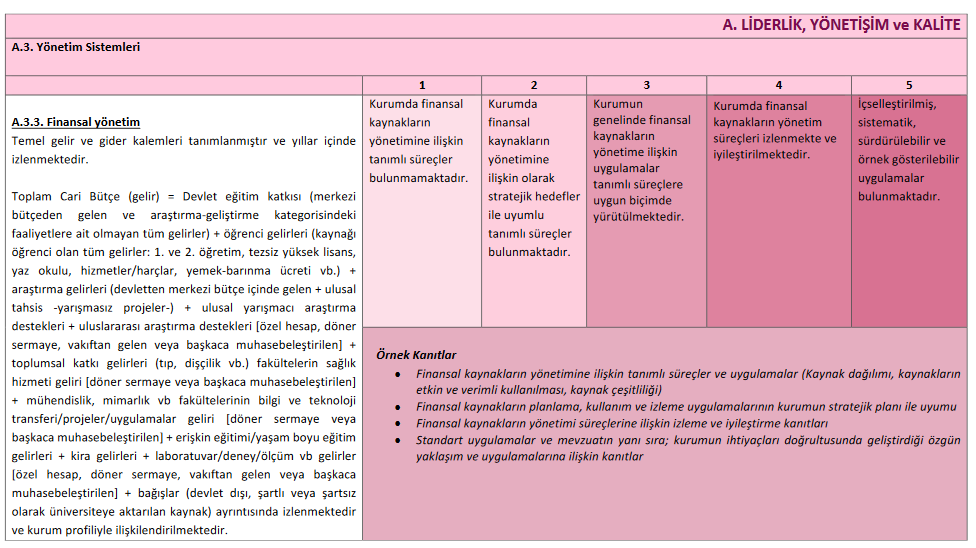 A. LİDERLİK, YÖNETİŞİM ve KALİTE
A.3. Yönetim Sistemleri
1
2
3
4
5
A.3.3. Finansal yönetim
Temel gelir ve gider kalemleri tanımlanmıştır ve yıllar içinde
izlenmektedir.
Toplam Cari Bütçe (gelir) = Devlet eğitim katkısı (merkezi
bütçeden gelen ve araştırma-geliştirme kategorisindeki
faaliyetlere ait olmayan tüm gelirler) + öğrenci gelirleri (kaynağı
öğrenci olan tüm gelirler: 1. ve 2. öğretim, tezsiz yüksek lisans,
yaz okulu, hizmetler/harçlar, yemek-barınma ücreti vb.) +
araştırma gelirleri (devletten merkezi bütçe içinde gelen + ulusal
tahsis -yarışmasız projeler-) + ulusal yarışmacı araştırma
destekleri + uluslararası araştırma destekleri [özel hesap, döner
sermaye, vakıftan gelen veya başkaca muhasebeleştirilen] +
toplumsal katkı gelirleri (tıp, dişçilik vb.) fakültelerin sağlık
hizmeti geliri [döner sermaye veya başkaca muhasebeleştirilen]
+ mühendislik, mimarlık vb fakültelerinin bilgi ve teknoloji
transferi/projeler/uygulamalar geliri [döner sermaye veya
başkaca muhasebeleştirilen] + erişkin eğitimi/yaşam boyu eğitim
gelirleri + kira gelirleri + laboratuvar/deney/ölçüm vb gelirler
[özel hesap, döner sermaye, vakıftan gelen veya başkaca
muhasebeleştirilen] + bağışlar (devlet dışı, şartlı veya şartsız
olarak üniversiteye aktarılan kaynak) ayrıntısında izlenmektedir
ve kurum profiliyle ilişkilendirilmektedir.
Kurumda finansal
kaynakların
yönetimine ilişkin
tanımlı süreçler
bulunmamaktadır.
Kurumda
finansal
kaynakların
yönetimine
ilişkin olarak
stratejik hedefler
ile uyumlu
tanımlı süreçler
bulunmaktadır.
Kurumun
genelinde finansal
kaynakların
yönetime ilişkin
uygulamalar
tanımlı süreçlere
uygun biçimde
yürütülmektedir.
Kurumda finansal
kaynakların yönetim
süreçleri izlenmekte ve
iyileştirilmektedir.
İçselleştirilmiş,
sistematik,
sürdürülebilir ve
örnek gösterilebilir
uygulamalar
bulunmaktadır.
Örnek Kanıtlar
• Finansal kaynakların yönetimine ilişkin tanımlı süreçler ve uygulamalar (Kaynak dağılımı, kaynakların
etkin ve verimli kullanılması, kaynak çeşitliliği)
• Finansal kaynakların planlama, kullanım ve izleme uygulamalarının kurumun stratejik planı ile uyumu
• Finansal kaynakların yönetimi süreçlerine ilişkin izleme ve iyileştirme kanıtları
• Standart uygulamalar ve mevzuatın yanı sıra; kurumun ihtiyaçları doğrultusunda geliştirdiği özgün
yaklaşım ve uygulamalarına ilişkin kanıtlar